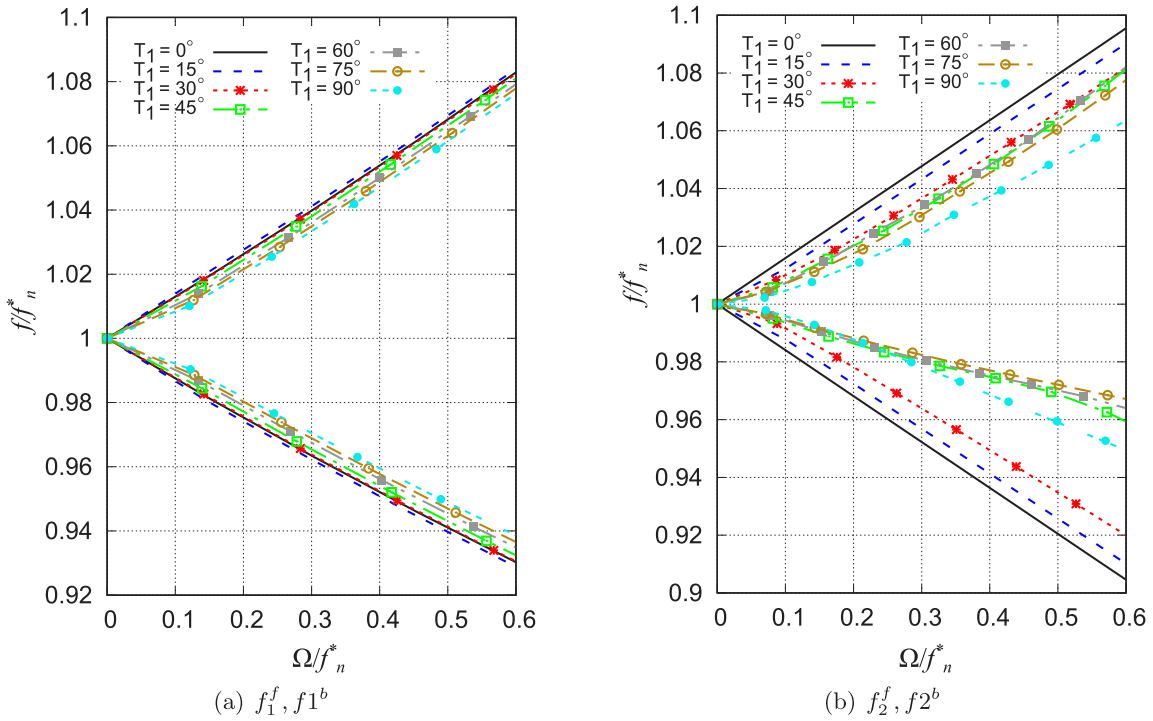 1.1
1.08
1.06
1.04
1.02
1
0.98
0.96
0.94
0.92
f/f*n
T1 = 0°
T1 = 15°
T1 = 30°
T1 = 45°
T1 = 60°
T1 = 75°
T1 = 90°
0 0.1 0.2 0.3 0.4 0.5 0.6
Ω/f*n
(a) f1^f, f1^b
1.1
1.08
1.06
1.04
1.02
1
0.98
0.96
0.94
0.92
0.9
f/f*n
T1 = 0°
T1 = 15°
T1 = 30°
T1 = 45°
T1 = 60°
T1 = 75°
T1 = 90°
0 0.1 0.2 0.3 0.4 0.5 0.6
Ω/f*n
(b) f2^f, f2^b